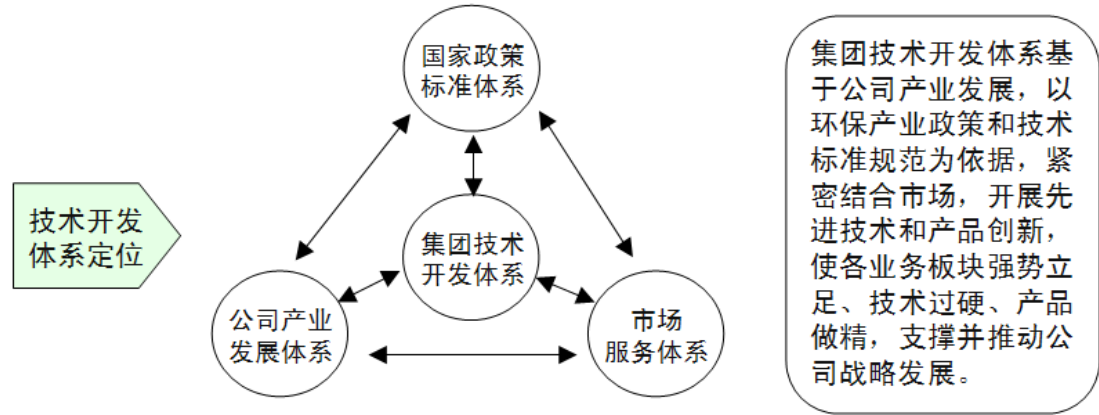 技术开发
体系定位
国家政策
标准体系
集团技术
开发体系
公司产业
发展体系
市场
服务体系
集团技术开发体系基
于公司产业发展，以
环保产业政策和技术
标准规范为依据，紧
密结合市场，开展先
进技术和产品创新，
使各业务板块强势立
足、技术过硬、产品
做精，支撑并推动公
司战略发展。